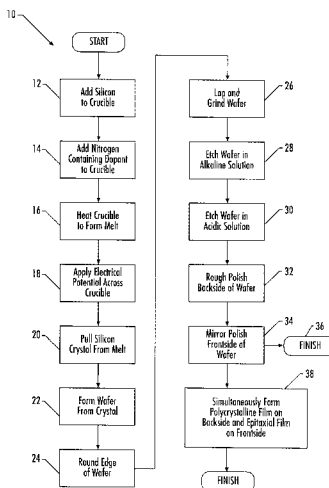 10
START
12
Add Silicon
to Crucible
14
Add Nitrogen
Containing Dopant
to Crucible
16
Heat Crucible
to Form Melt
18
Apply Electrical
Potential Across
Crucible
20
Pull Silicon
Crystal From Melt
22
Form Wafer
From Crystal
24
Round Edge
of Wafer
26
Lap and
Grind Wafer
28
Etch Wafer in
Alkaline Solution
30
Etch Wafer in
Acidic Solution
32
Rough Polish
Backside of Wafer
34
Mirror Polish
Frontside of
Wafer
36
FINISH
38
Simultaneously Form
Polycrystalline Film on
Backside and Epitaxial Film
on Frontside
FINISH